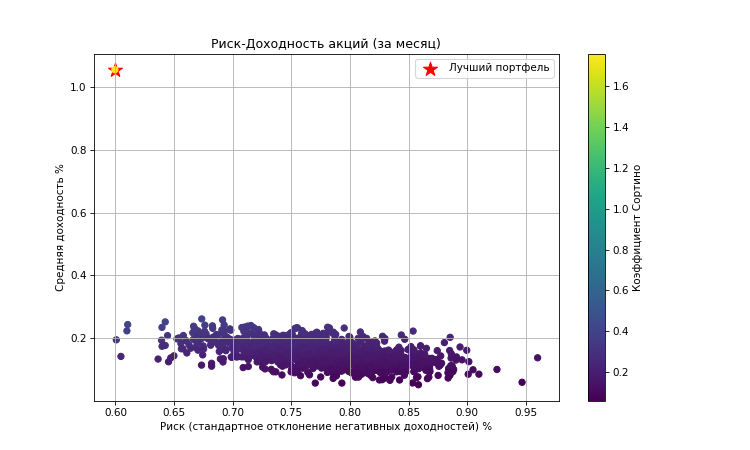 Риск-Доходность акций (за месяц)
Лучший портфель
1.0
0.8
0.6
0.4
0.2
Средняя доходность %
0.60 0.65 0.70 0.75 0.80 0.85 0.90 0.95
Риск (стандартное отклонение негативных доходностей) %
1.6
1.4
1.2
1.0
0.8
0.6
0.4
0.2
Коэффициент Сортино